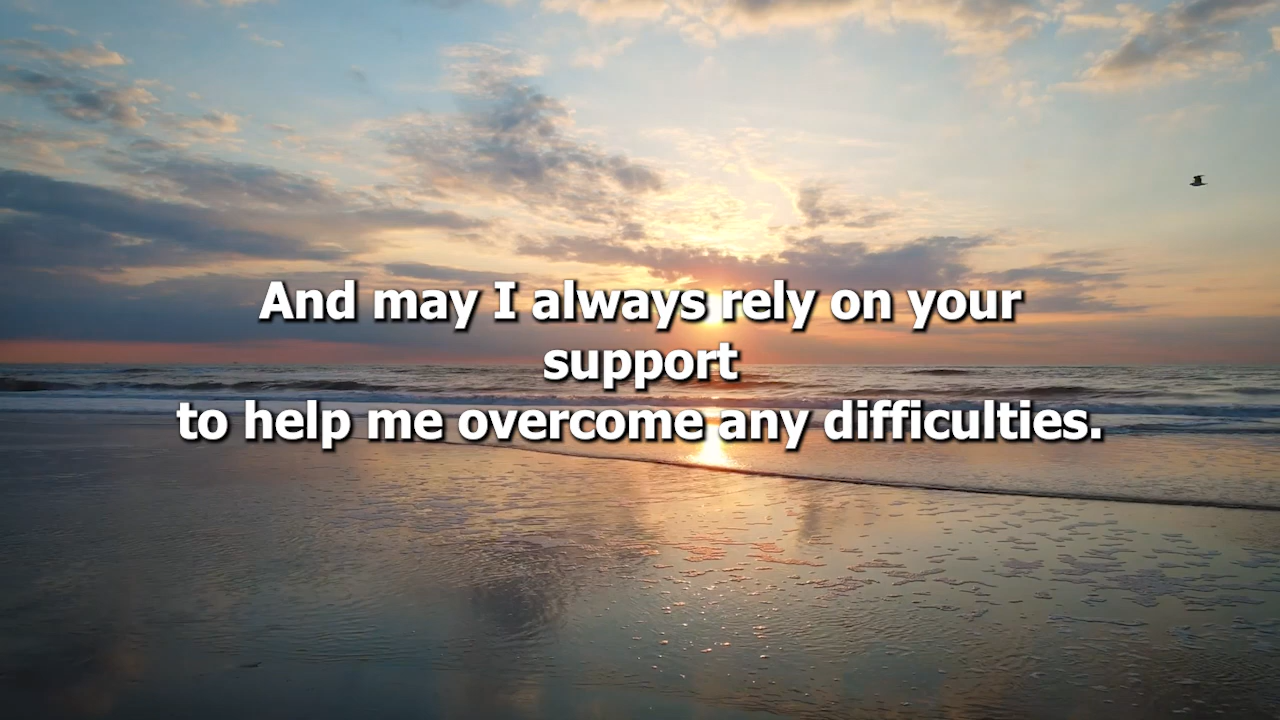 And may I always rely on your
support
to help me overcome any difficulties.